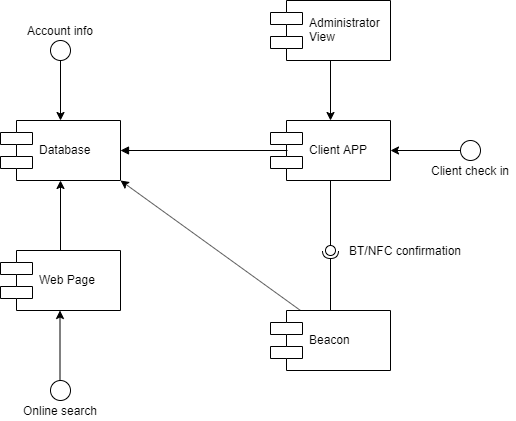 Account info
Administrator
View
Database
Client APP
Client check in
BT/NFC confirmation
Web Page
Beacon
Online search